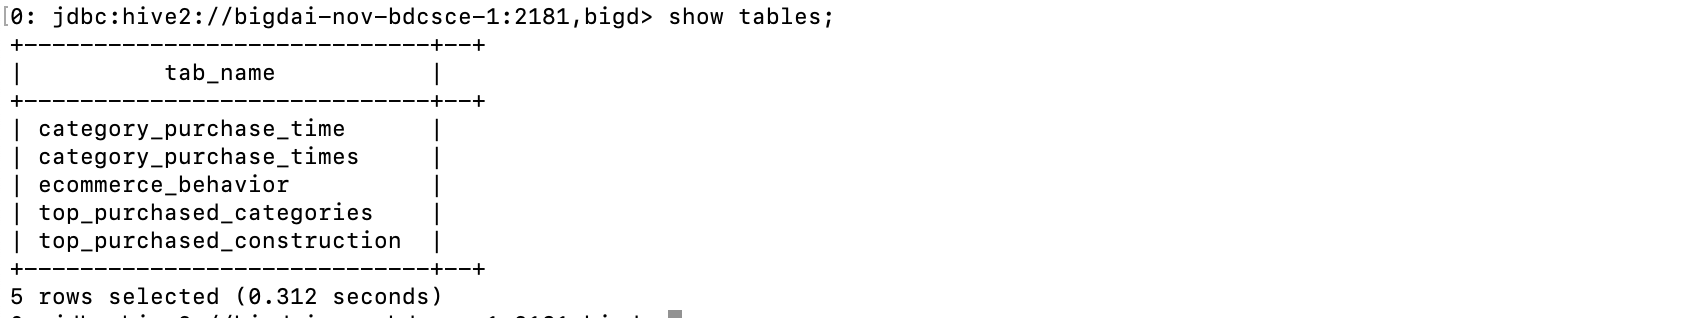 [0: jdbc:hive2://bigdai-nov-bdcsce-1:2181,bigd> show tables;
+-----------------------------+--+
|          tab_name           |
+-----------------------------+--+
| category_purchase_time      |
| category_purchase_times     |
| ecommerce_behavior          |
| top_purchased_categories    |
| top_purchased_construction  |
+-----------------------------+--+
5 rows selected (0.312 seconds)